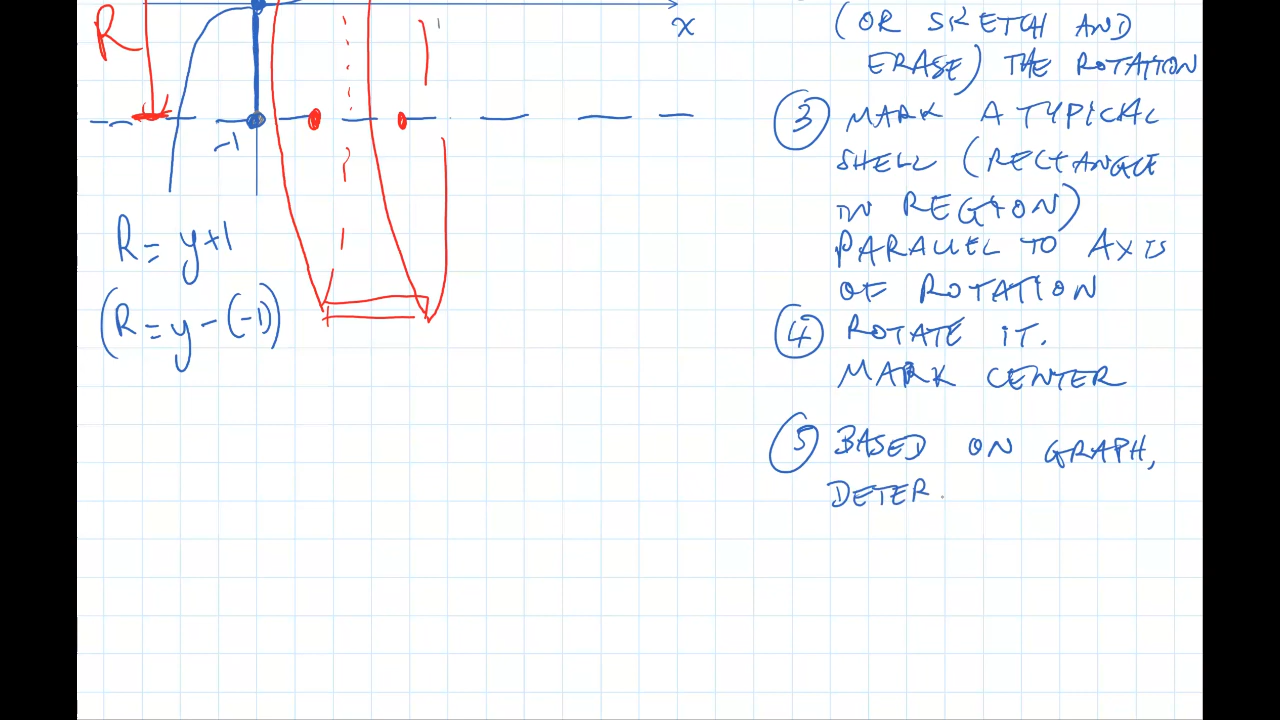 R
x
-1
R = y+1
(R = y - (-1))
(OR SKETCH AND
ERASE) THE ROTATION
③ MARK A TYPICAL
SHELL (RECTANGLE
IN REGION)
PARALLEL TO AXIS
OF ROTATION
④ ROTATE IT.
MARK CENTER
⑤ BASED ON GRAPH,
DETER